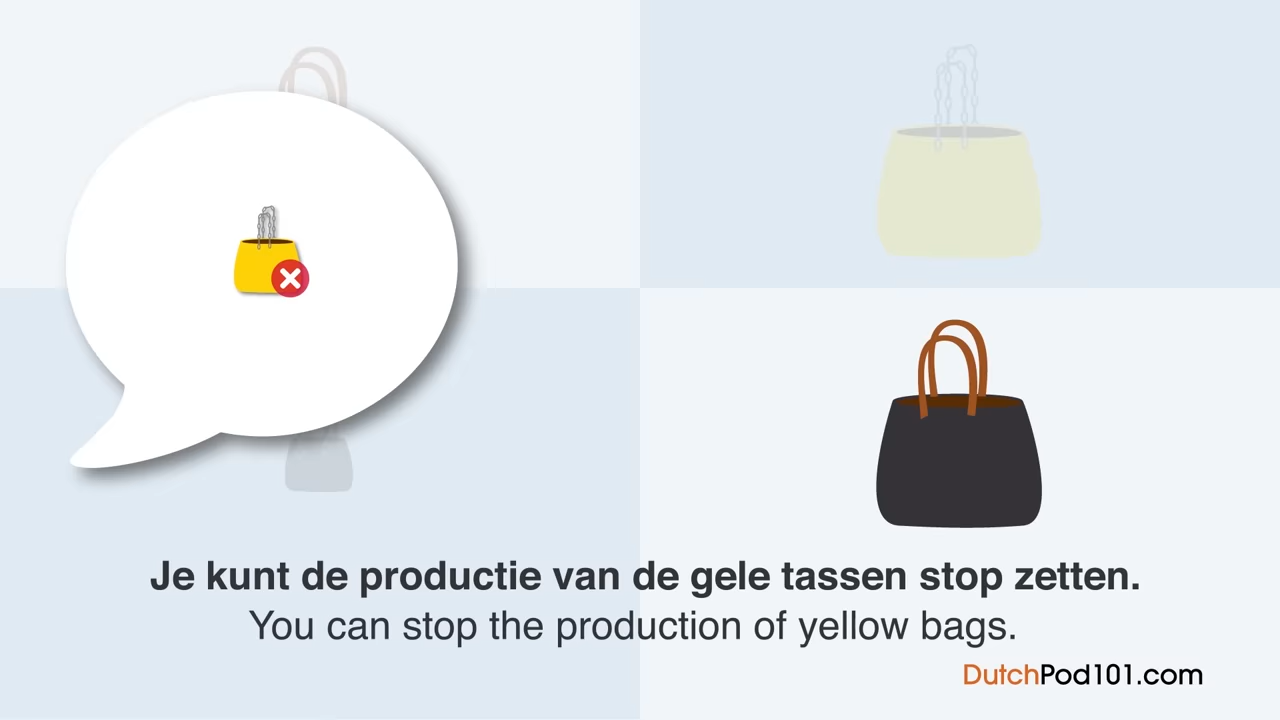 Je kunt de productie van de gele tassen stop zetten.
You can stop the production of yellow bags.
DutchPod101.com